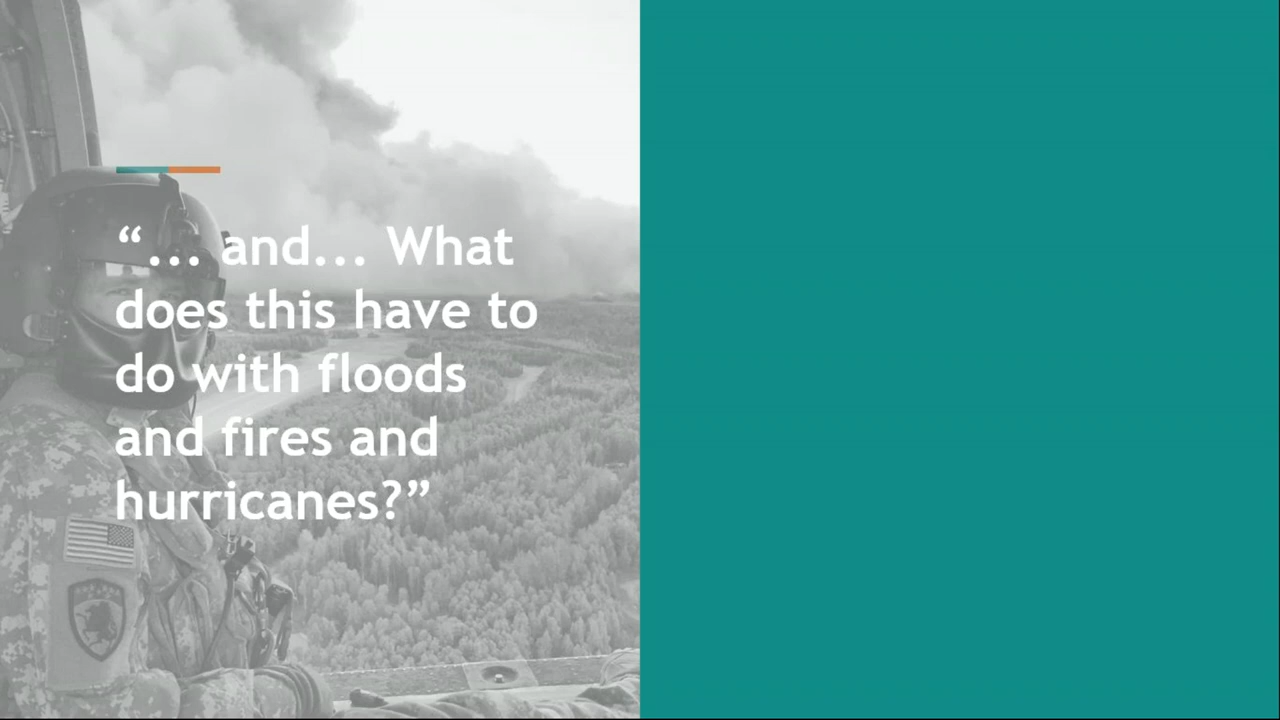 “... and... What
does this have to
do with floods
and fires and
hurricanes?”